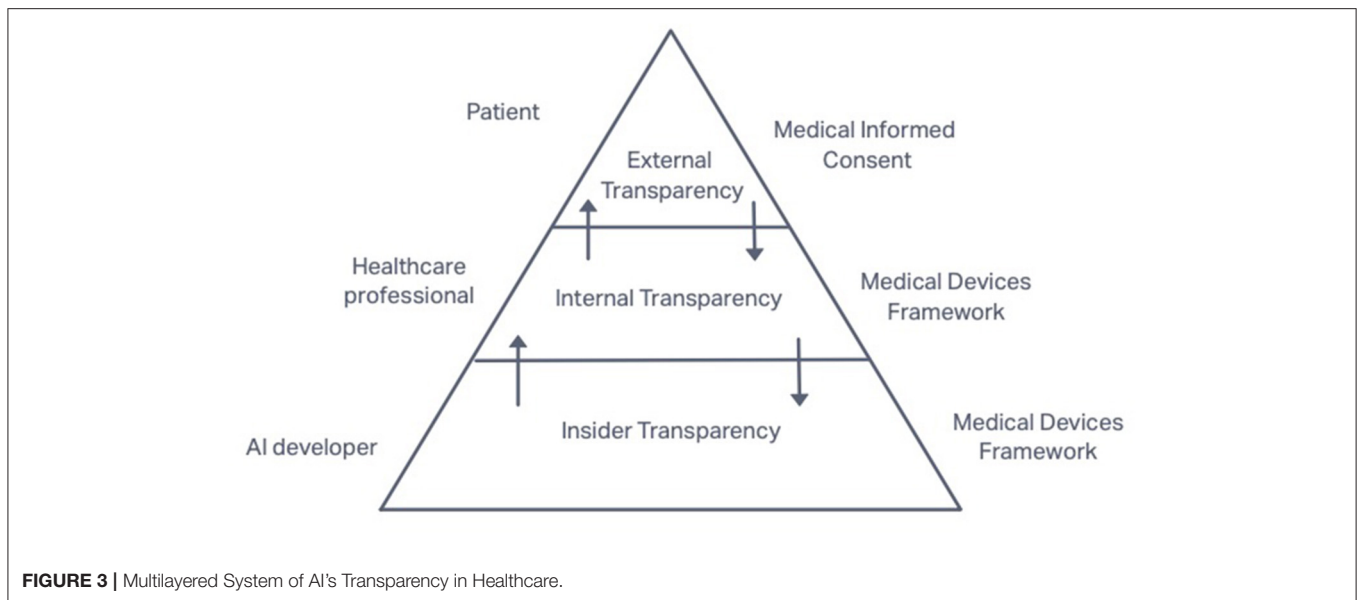 Patient
Medical Informed
Consent
External
Transparency
Healthcare
professional
Internal Transparency
Medical Devices
Framework
AI developer
Insider Transparency
Medical Devices
Framework
FIGURE 3 | Multilayered System of AI's Transparency in Healthcare.